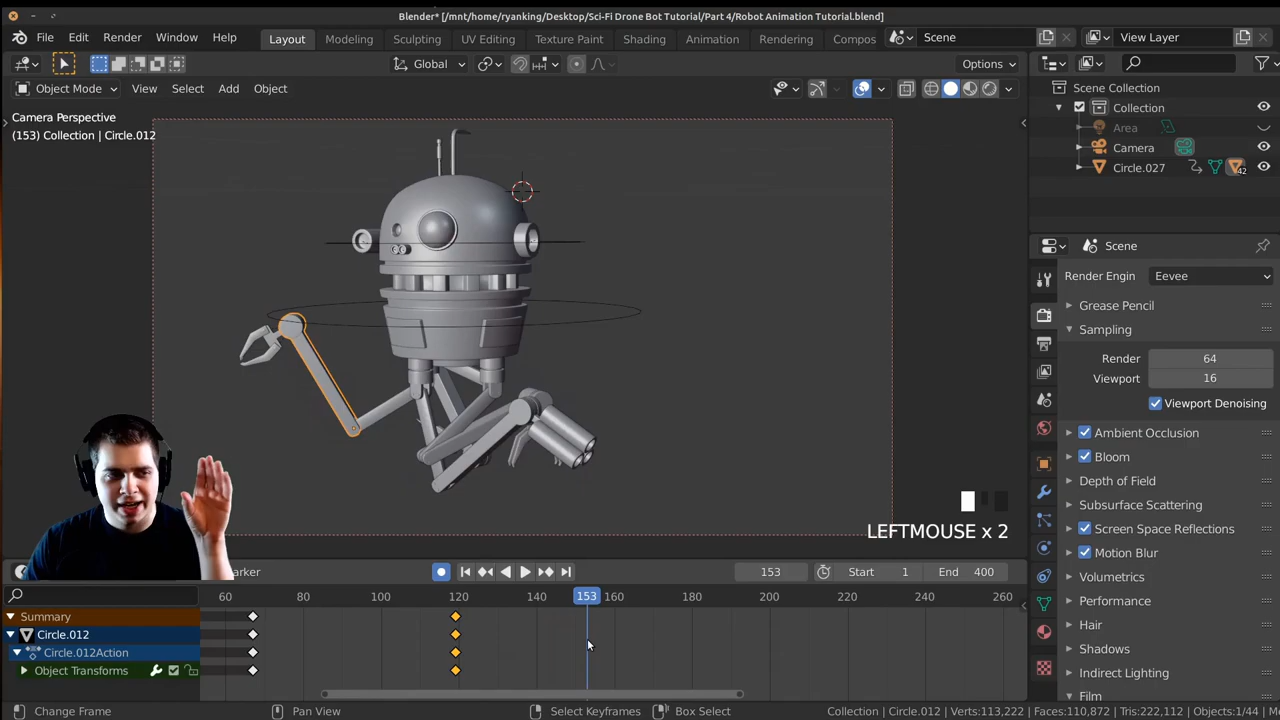 Blender* [/mnt/home/ryanking/Desktop/Sci-Fi Drone Bot Tutorial/Part 4/Robot Animation Tutorial.blend]
File Edit Render Window Help Layout Modeling Sculpting UV Editing Texture Paint Shading Animation Rendering Compos Scene View Layer
Global Options
Object Mode View Select Add Object
Camera Perspective
(153) Collection | Circle.012
Scene Collection
Collection
Area
Camera
Circle.027
42
Scene
Render Engin Eevee
Grease Pencil
Sampling
Render 64
Viewport 16
Viewport Denoising
Ambient Occlusion
Bloom
Depth of Field
Subsurface Scattering
Screen Space Reflections
Motion Blur
Volumetrics
Performance
Hair
Shadows
Indirect Lighting
Film
LEFTMOUSE x 2
arker 153 Start 1 End 400
60 80 100 120 140 153 160 180 200 220 240 260
Summary
Circle.012
Circle.012Action
Object Transforms
Change Frame Pan View Select Keyframes Box Select Collection | Circle.012 | Verts:113,222 | Faces:110,872 | Tris:222,112 | Objects:1/44 | M